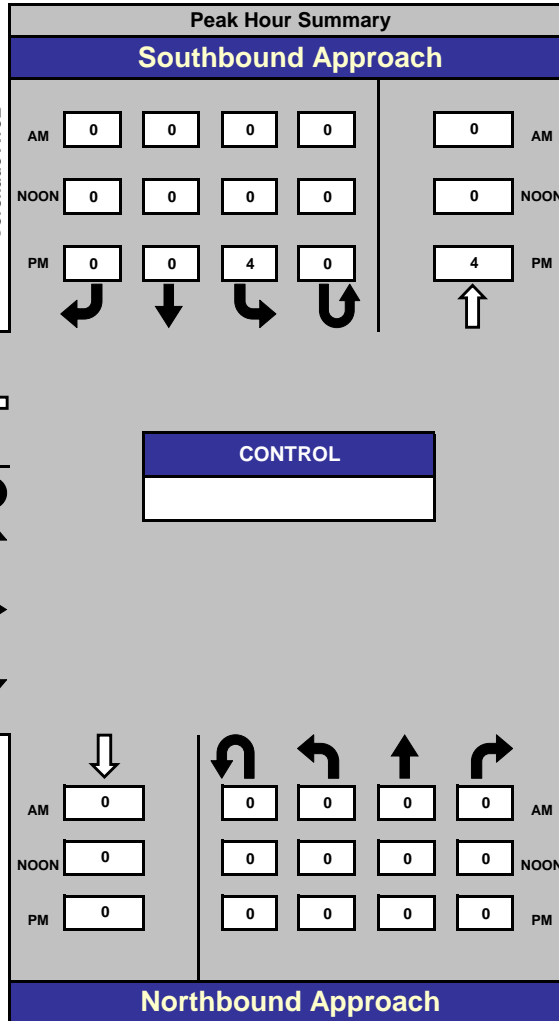 Peak Hour Summary
Southbound Approach
AM 0 0 0 0 0 AM
NOON 0 0 0 0 0 NOON
PM 0 0 4 0 4 PM
CONTROL
AM 0 0 0 0 0 AM
NOON 0 0 0 0 0 NOON
PM 0 0 0 0 0 PM
Northbound Approach